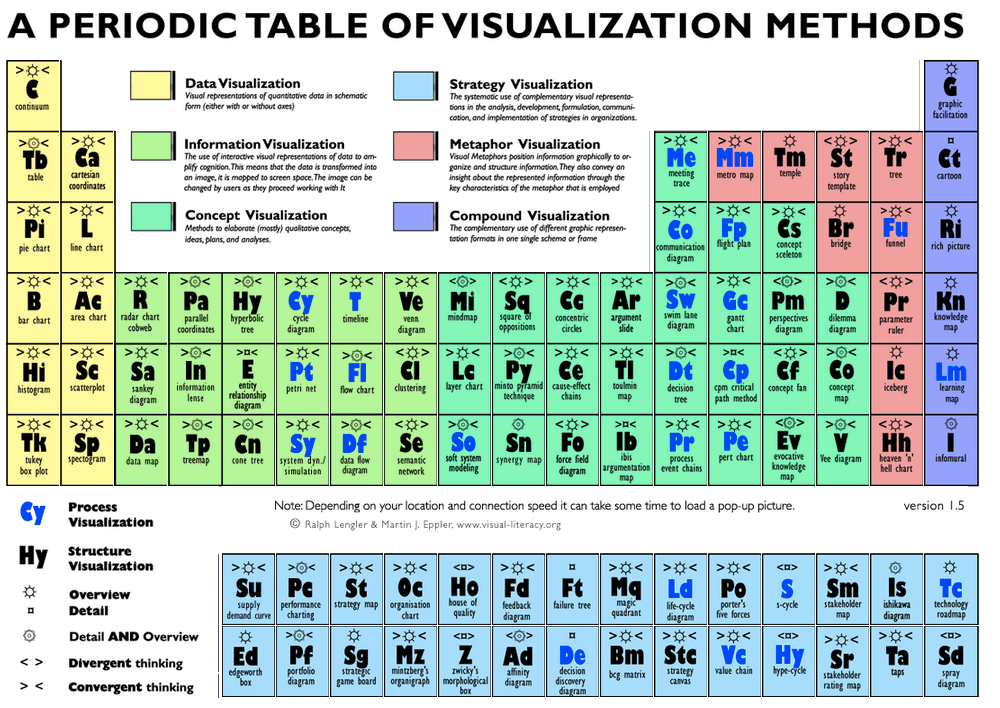 A PERIODIC TABLE OF VISUALIZATION METHODS
>☼<
C
continuum
Data Visualization
Visual representations of quantitative data in schematic
form (either with or without axes)
Strategy Visualization
The systematic use of complementary visual representa-
tions in the analysis, development, formulation, communi-
cation, and implementation of strategies in organizations.
G
graphic
facilitation
Tb
table
Ca
cartesian
coordinates
Information Visualization
The use of interactive visual representations of data to am-
plify cognition. This means that the data is transformed into
an image, it is mapped to screen space. The image can be
changed by users as they proceed working with it
Metaphor Visualization
Visual Metaphors position information graphically to or-
ganize and structure information. They also convey an
insight about the represented information through the
key characteristics of the metaphor that is employed
Me
meeting
trace
Mm
metro map
Tm
temple
St
story
template
Tr
tree
Ct
cartoon
Pi
pie chart
L
line chart
Concept Visualization
Methods to elaborate (mostly) qualitative concepts,
ideas, plans, and analyses.
Compound Visualization
The complementary use of different graphic represen-
tation formats in one single schema or frame
Co
communication
diagram
Fp
flight plan
Cs
concept
sceleton
Br
bridge
Fu
funnel
Ri
rich picture
B
bar chart
Ac
area chart
R
radar chart
cobweb
Pa
parallel
coordinates
Hy
hyperbolic
tree
Cy
cycle
diagram
T
timeline
Ve
venn
diagram
Mi
mindmap
Sq
square of
oppositions
Cc
concentric
circles
Ar
argument
slide
Sw
swim lane
diagram
Gc
gantt
chart
Pm
perspectives
diagram
D
dilemma
diagram
Pr
parameter
ruler
Kn
knowledge
map
Hi
histogram
Sc
scatterplot
Sa
sankey
diagram
In
information
lense
E
entity
relationship
diagram
Pt
petri net
Fl
flow chart
Cl
clustering
Lc
layer chart
Py
minto pyramid
technique
Ce
cause-effect
chains
Tl
toulmin
map
Dt
decision
tree
Cp
cpm critical
path method
Cf
concept fan
Co
concept
map
Ic
iceberg
Lm
learning
map
Tk
tukey
box plot
Sp
spectogram
Da
data map
Tp
treemap
Cn
cone tree
Sy
system dyn./
simulation
Df
data flow
diagram
Se
semantic
network
So
soft system
modeling
Sn
synergy map
Fo
force field
diagram
Ib
ibis
argumentation
map
Pr
process
event chains
Pe
pert chart
Ev
evocative
knowledge
map
V
Vee diagram
Hh
heaven 'n'
hell chart
I
infomural
Cy
Process
Visualization
Note: Depending on your location and connection speed it can take some time to load a pop-up picture.
version 1.5
© Ralph Lengler & Martin J. Eppler, www.visual-literacy.org
Hy
Structure
Visualization
☼ Overview
¤ Detail
Detail AND Overview
< > Divergent thinking
> < Convergent thinking
Su
supply
demand curve
Pc
performance
charting
St
strategy map
Oc
organisation
chart
Ho
house of
quality
Fd
feedback
diagram
Ft
failure tree
Mq
magic
quadrant
Ld
life-cycle
diagram
Po
porter's
five forces
S
s-cycle
Sm
stakeholder
map
Is
ishikawa
diagram
Tc
technology
roadmap
Ed
edgeworth
box
Pf
portfolio
diagram
Sg
strategic
game board
Mz
mintzberg's
organigraph
Z
zwicky's
morphological
box
Ad
affinity
diagram
De
decision
discovery
diagram
Bm
bcg matrix
Stc
strategy
canvas
Vc
value chain
Hy
hype-cycle
Sr
stakeholder
rating map
Ta
taps
Sd
spray
diagram